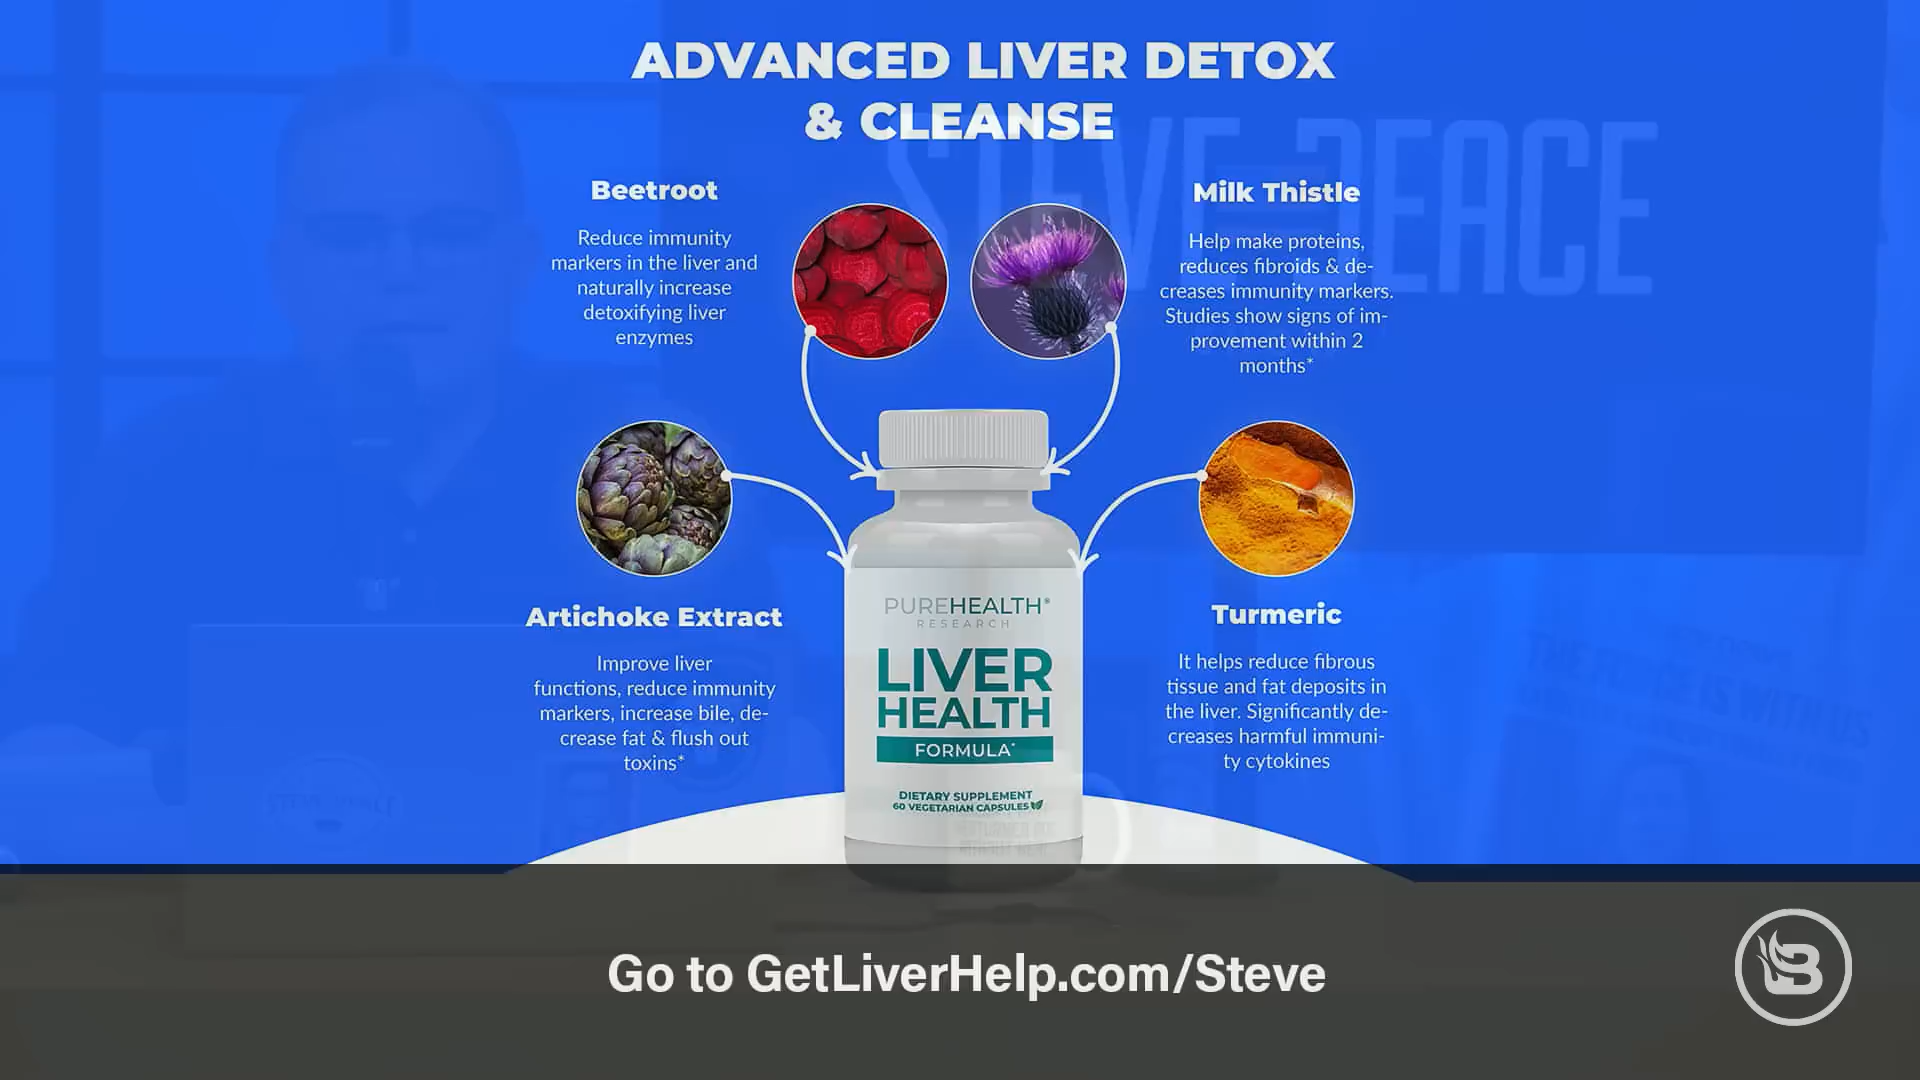 ADVANCED LIVER DETOX
& CLEANSE
STEVE DEACE
Beetroot
Reduce immunity
markers in the liver and
naturally increase
detoxifying liver
enzymes
Milk Thistle
Help make proteins,
reduces fibroids & de-
creases immunity markers.
Studies show signs of im-
provement within 2
months*
Artichoke Extract
Improve liver
functions, reduce immunity
markers, increase bile, de-
crease fat & flush out
toxins*
Turmeric
It helps reduce fibrous
tissue and fat deposits in
the liver. Significantly de-
creases harmful immuni-
ty cytokines
PUREHEALTH®
RESEARCH
LIVER
HEALTH
FORMULA*
DIETARY SUPPLEMENT
60 VEGETARIAN CAPSULES
Go to GetLiverHelp.com/Steve
B